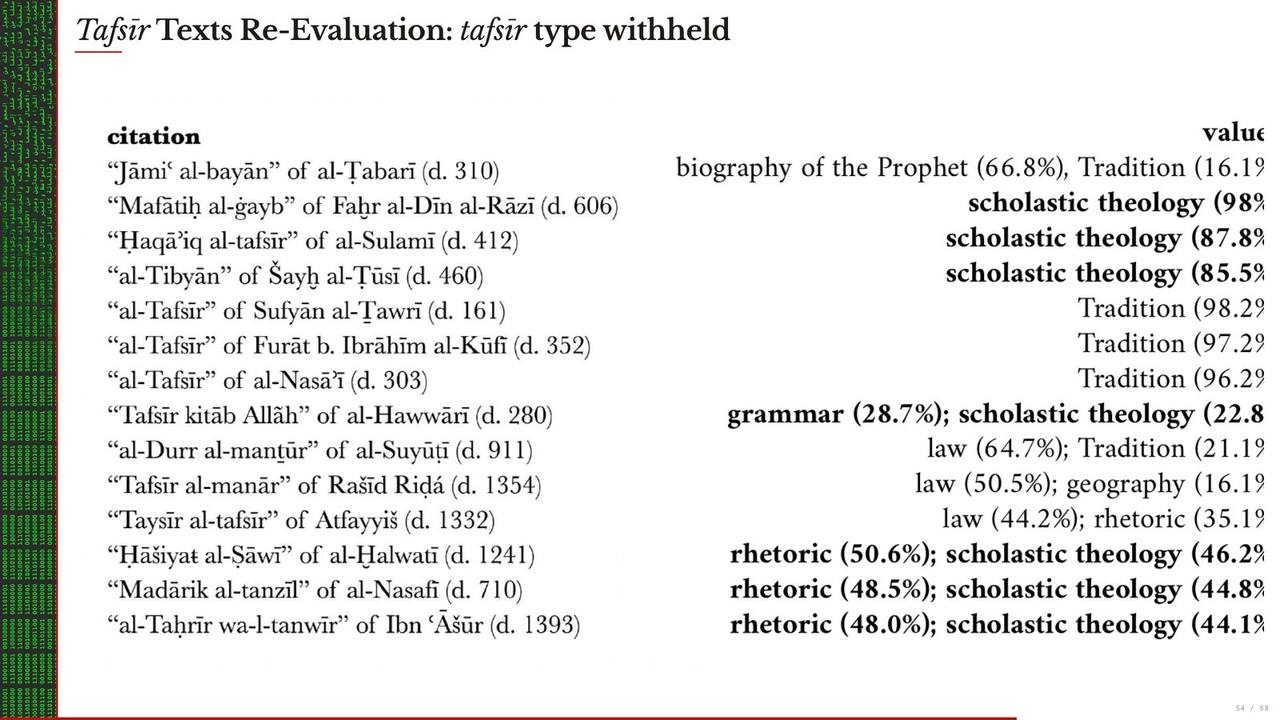 Tafsīr Texts Re-Evaluation: tafsīr type withheld
citation value
“Jāmiʿ al-bayān” of al-Ṭabarī (d. 310) biography of the Prophet (66.8%), Tradition (16.1%
“Mafātiḥ al-ġayb” of Faḫr al-Dīn al-Rāzī (d. 606) scholastic theology (98%
“Ḥaqāʾiq al-tafsīr” of al-Sulamī (d. 412) scholastic theology (87.8%
“al-Tibyān” of Šayḫ al-Ṭūsī (d. 460) scholastic theology (85.5%
“al-Tafsīr” of Sufyān al-Ṯawrī (d. 161) Tradition (98.2%
“al-Tafsīr” of Furāt b. Ibrāhīm al-Kūfī (d. 352) Tradition (97.2%
“al-Tafsīr” of al-Nasāʾī (d. 303) Tradition (96.2%
“Tafsīr kitāb Allãh” of al-Hawwārī (d. 280) grammar (28.7%); scholastic theology (22.8
“al-Durr al-manṯūr” of al-Suyūṭī (d. 911) law (64.7%); Tradition (21.1%
“Tafsīr al-manār” of Rašīd Riḍá (d. 1354) law (50.5%); geography (16.1%
“Taysīr al-tafsīr” of Atfayyiš (d. 1332) law (44.2%); rhetoric (35.1%
“Ḥāšiyaŧ al-Ṣāwī” of al-Ḫalwatī (d. 1241) rhetoric (50.6%); scholastic theology (46.2%
“Madārik al-tanzīl” of al-Nasafī (d. 710) rhetoric (48.5%); scholastic theology (44.8%
“al-Taḥrīr wa-l-tanwīr” of Ibn ʿĀšūr (d. 1393) rhetoric (48.0%); scholastic theology (44.1%
54 / 68